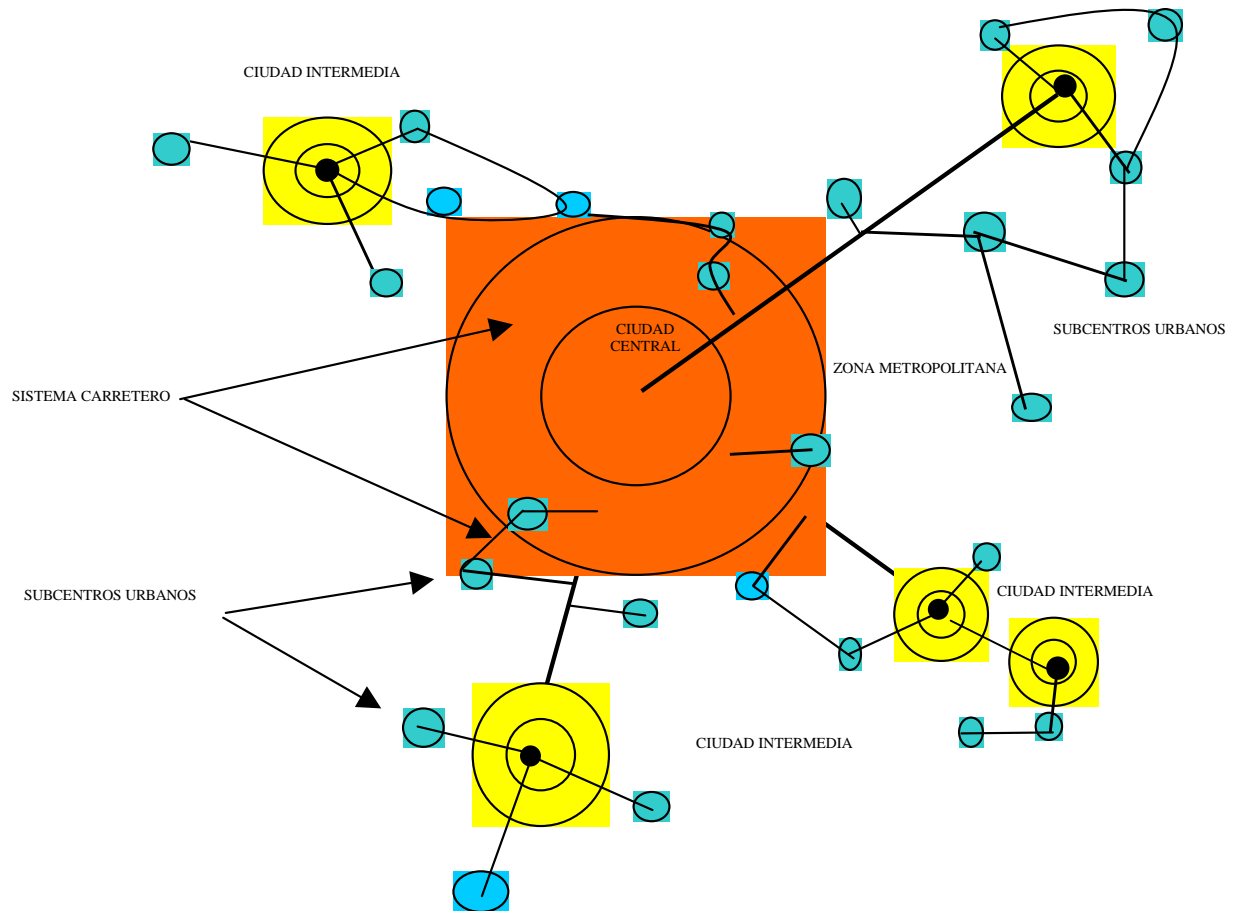 CIUDAD INTERMEDIA
CIUDAD
CENTRAL
SUBCENTROS URBANOS
ZONA METROPOLITANA
SISTEMA CARRETERO
SUBCENTROS URBANOS
CIUDAD INTERMEDIA
CIUDAD INTERMEDIA